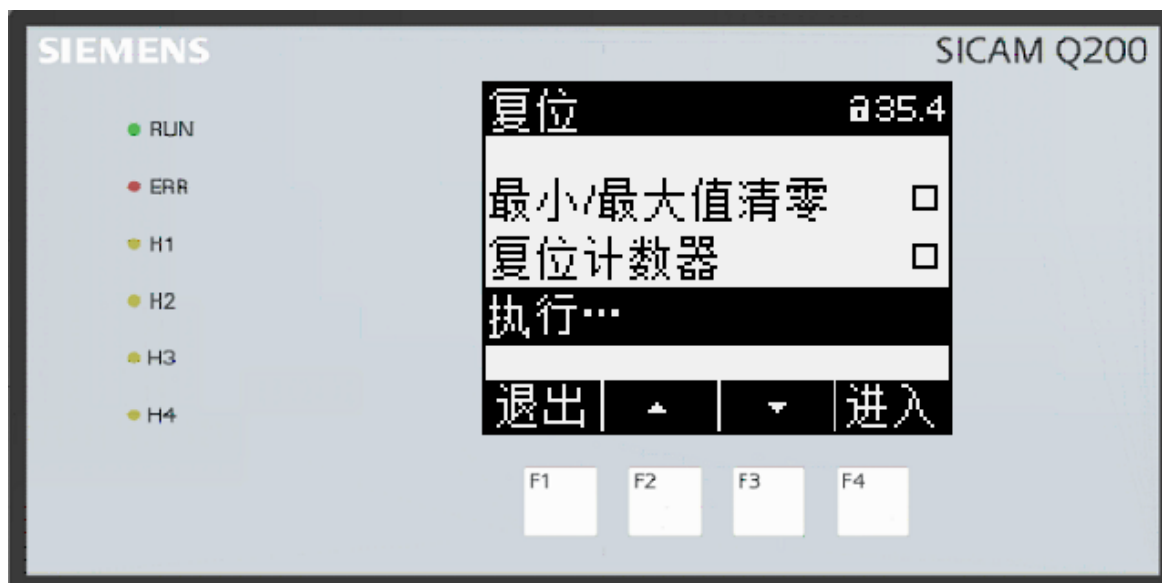 SIEMENS
SICAM Q200
RUN
ERR
H1
H2
H3
H4
复位 35.4
最小/最大值清零
复位计数器
执行…
退出 进入
F1 F2 F3 F4